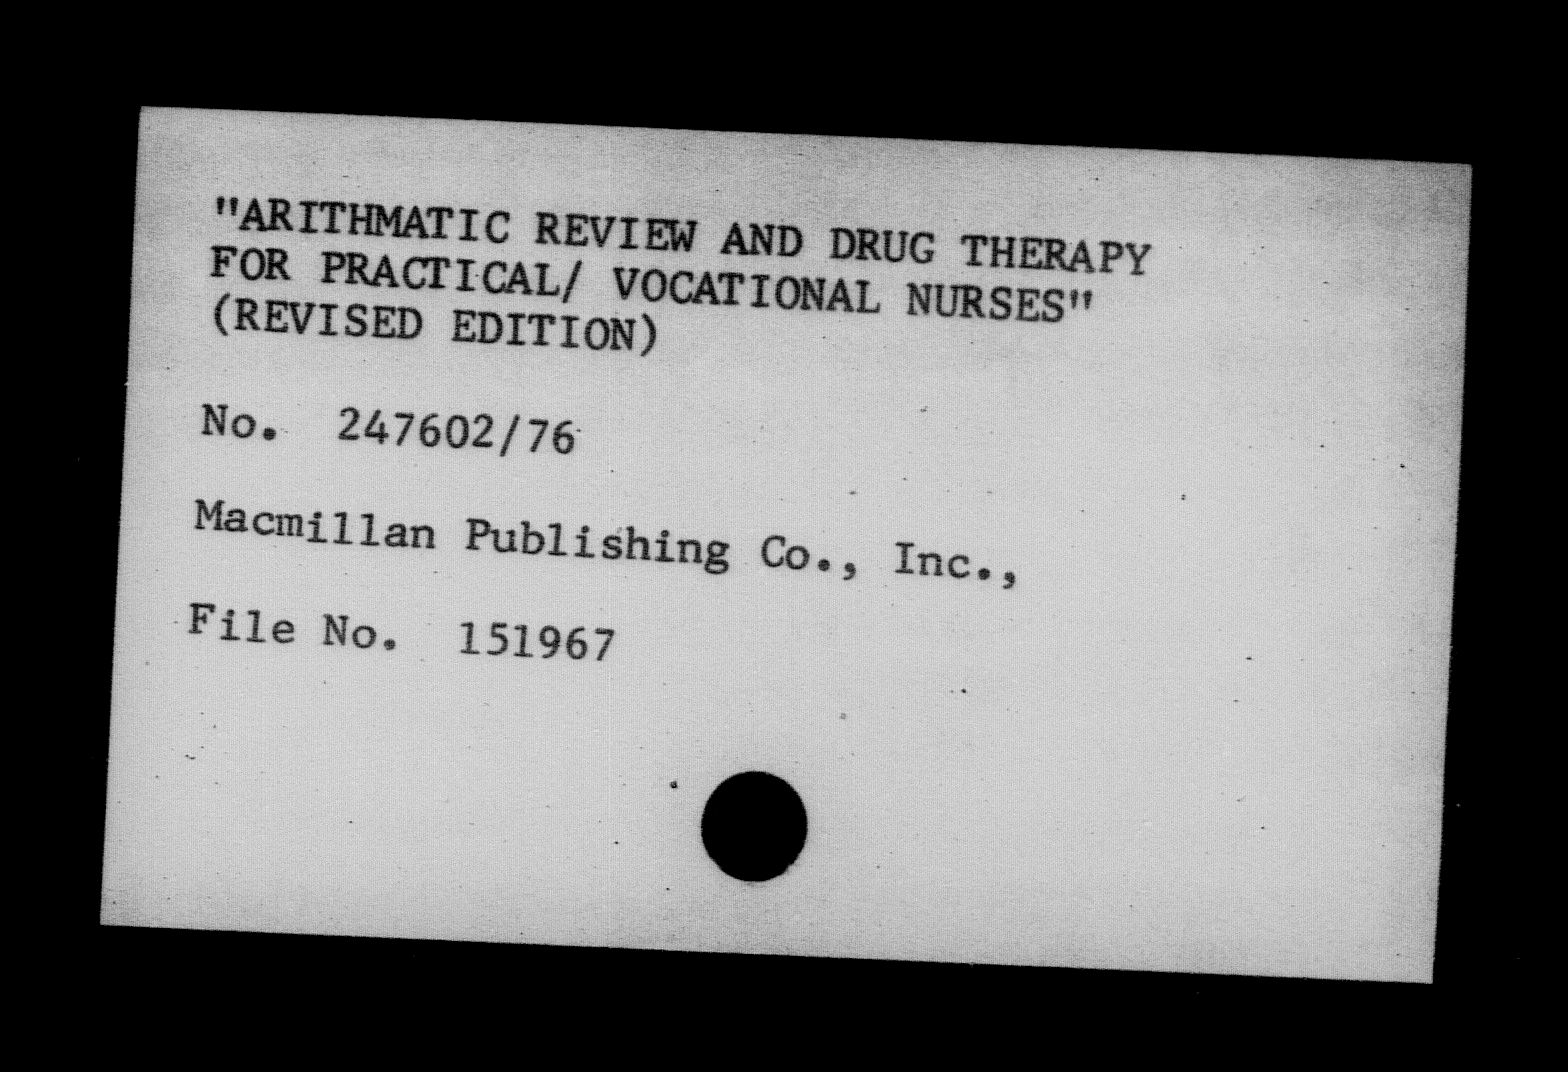 "ARITHMATIC REVIEW AND DRUG THERAPY
FOR PRACTICAL/ VOCATIONAL NURSES"
(REVISED EDITION)
No. 247602/76
Macmillan Publishing Co., Inc.,
File No. 151967